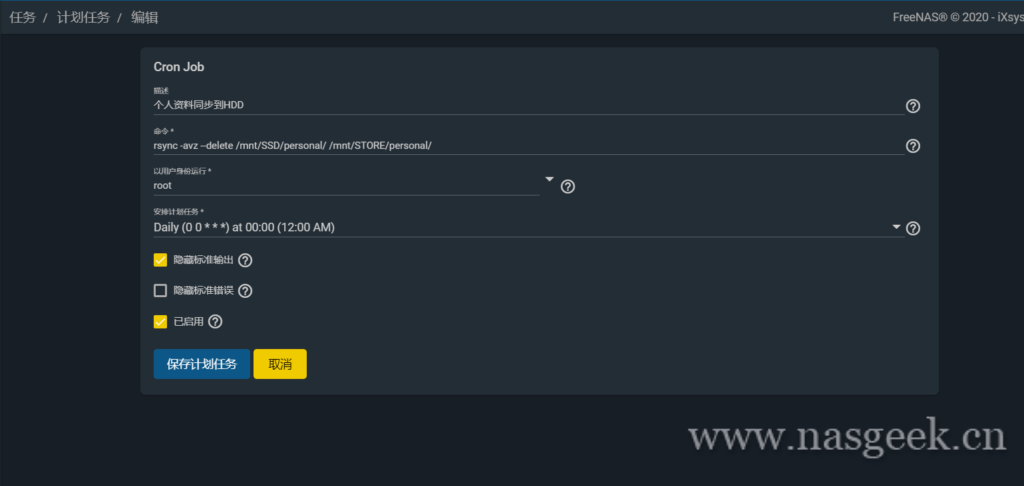 任务 / 计划任务 / 编辑
FreeNAS® © 2020 - iXsys
Cron Job
描述
个人资料同步到HDD
命令 *
rsync -avz --delete /mnt/SSD/personal/ /mnt/STORE/personal/
以用户身份运行 *
root
安排计划任务 *
Daily (0 0 * * *) at 00:00 (12:00 AM)
隐藏标准输出
隐藏标准错误
已启用
保存计划任务 取消
www.nasgeek.cn